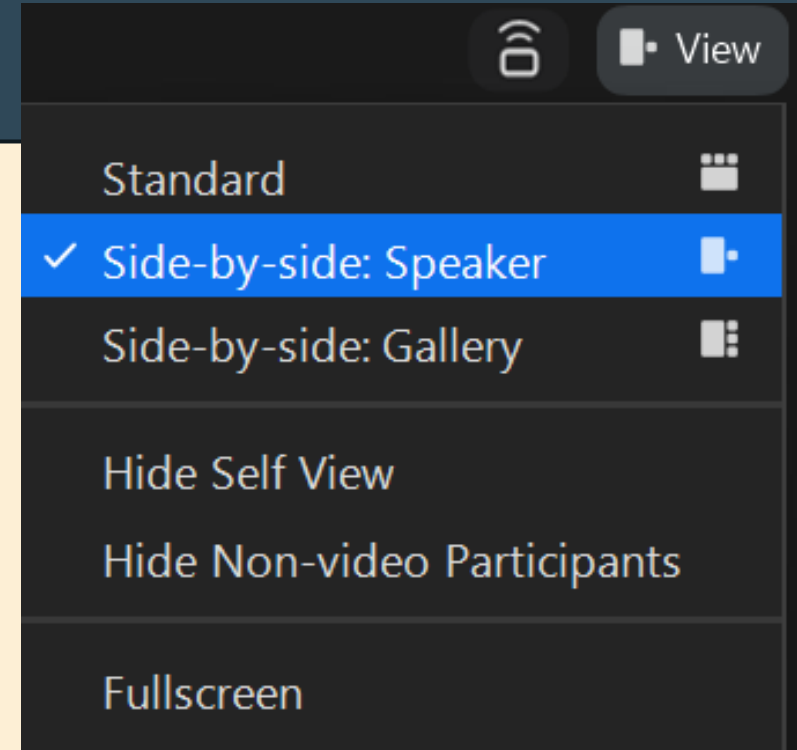 View
Standard
Side-by-side: Speaker
Side-by-side: Gallery
Hide Self View
Hide Non-video Participants
Fullscreen